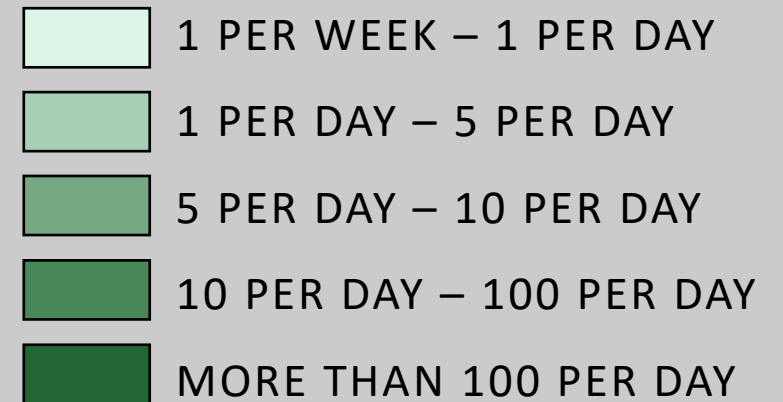 1 PER WEEK – 1 PER DAY
1 PER DAY – 5 PER DAY
5 PER DAY – 10 PER DAY
10 PER DAY – 100 PER DAY
MORE THAN 100 PER DAY